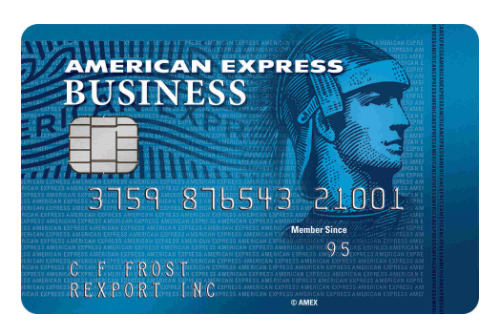 AMERICAN EXPRESS
BUSINESS
3759 876543 21001
Member Since
95
C F FROST
REXPORT INC
© AMEX